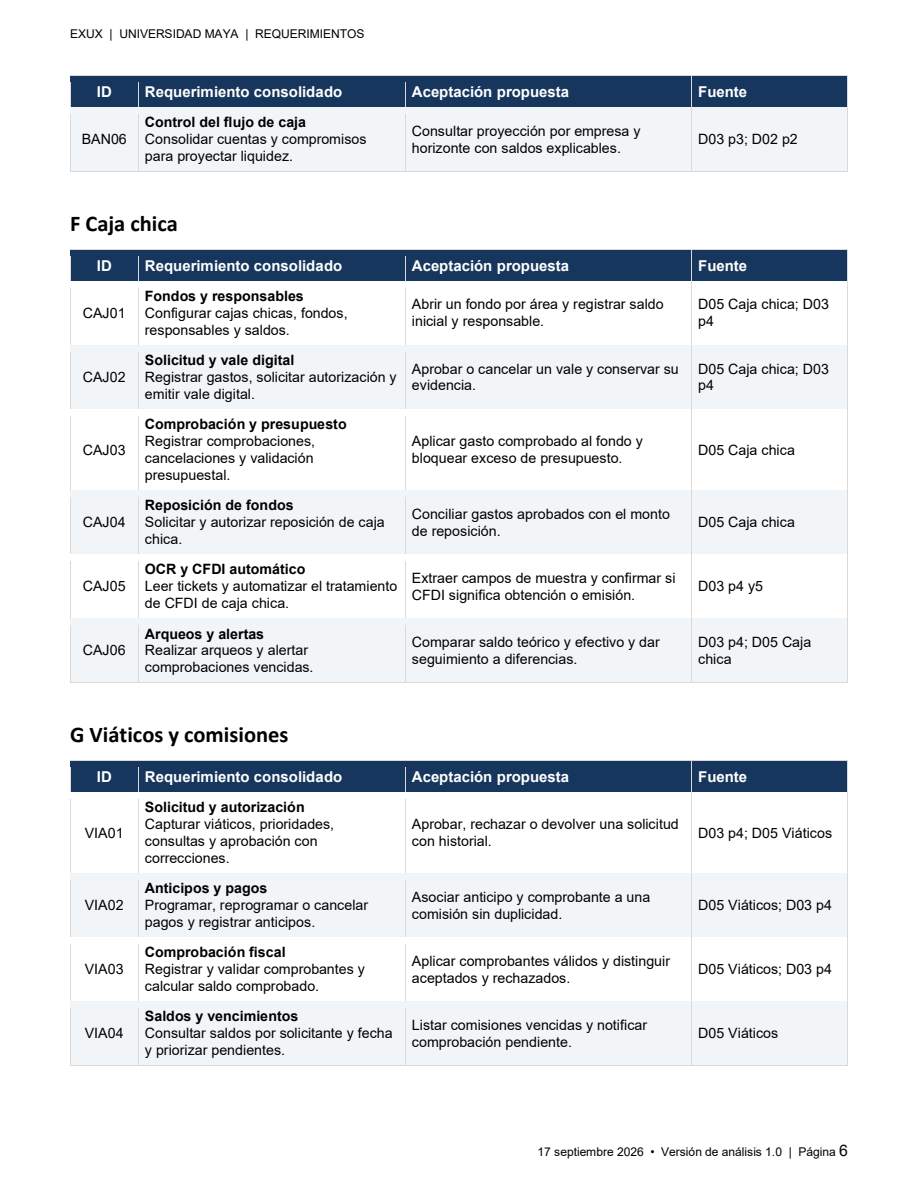 EXUX | UNIVERSIDAD MAYA | REQUERIMIENTOS
ID Requerimiento consolidado Aceptación propuesta Fuente
BAN06
Control del flujo de caja
Consolidar cuentas y compromisos
para proyectar liquidez.
Consultar proyección por empresa y
horizonte con saldos explicables.
D03 p3; D02 p2
F Caja chica
ID Requerimiento consolidado Aceptación propuesta Fuente
CAJ01
Fondos y responsables
Configurar cajas chicas, fondos,
responsables y saldos.
Abrir un fondo por área y registrar saldo
inicial y responsable.
D05 Caja chica; D03
p4
CAJ02
Solicitud y vale digital
Registrar gastos, solicitar autorización y
emitir vale digital.
Aprobar o cancelar un vale y conservar su
evidencia.
D05 Caja chica; D03
p4
CAJ03
Comprobación y presupuesto
Registrar comprobaciones,
cancelaciones y validación
presupuestal.
Aplicar gasto comprobado al fondo y
bloquear exceso de presupuesto.
D05 Caja chica
CAJ04
Reposición de fondos
Solicitar y autorizar reposición de caja
chica.
Conciliar gastos aprobados con el monto
de reposición.
D05 Caja chica
CAJ05
OCR y CFDI automático
Leer tickets y automatizar el tratamiento
de CFDI de caja chica.
Extraer campos de muestra y confirmar si
CFDI significa obtención o emisión.
D03 p4 y5
CAJ06
Arqueos y alertas
Realizar arqueos y alertar
comprobaciones vencidas.
Comparar saldo teórico y efectivo y dar
seguimiento a diferencias.
D03 p4; D05 Caja
chica
G Viáticos y comisiones
ID Requerimiento consolidado Aceptación propuesta Fuente
VIA01
Solicitud y autorización
Capturar viáticos, prioridades,
consultas y aprobación con
correcciones.
Aprobar, rechazar o devolver una solicitud
con historial.
D03 p4; D05 Viáticos
VIA02
Anticipos y pagos
Programar, reprogramar o cancelar
pagos y registrar anticipos.
Asociar anticipo y comprobante a una
comisión sin duplicidad.
D05 Viáticos; D03 p4
VIA03
Comprobación fiscal
Registrar y validar comprobantes y
calcular saldo comprobado.
Aplicar comprobantes válidos y distinguir
aceptados y rechazados.
D05 Viáticos; D03 p4
VIA04
Saldos y vencimientos
Consultar saldos por solicitante y fecha
y priorizar pendientes.
Listar comisiones vencidas y notificar
comprobación pendiente.
D05 Viáticos
17 septiembre 2026 • Versión de análisis 1.0 | Página 6